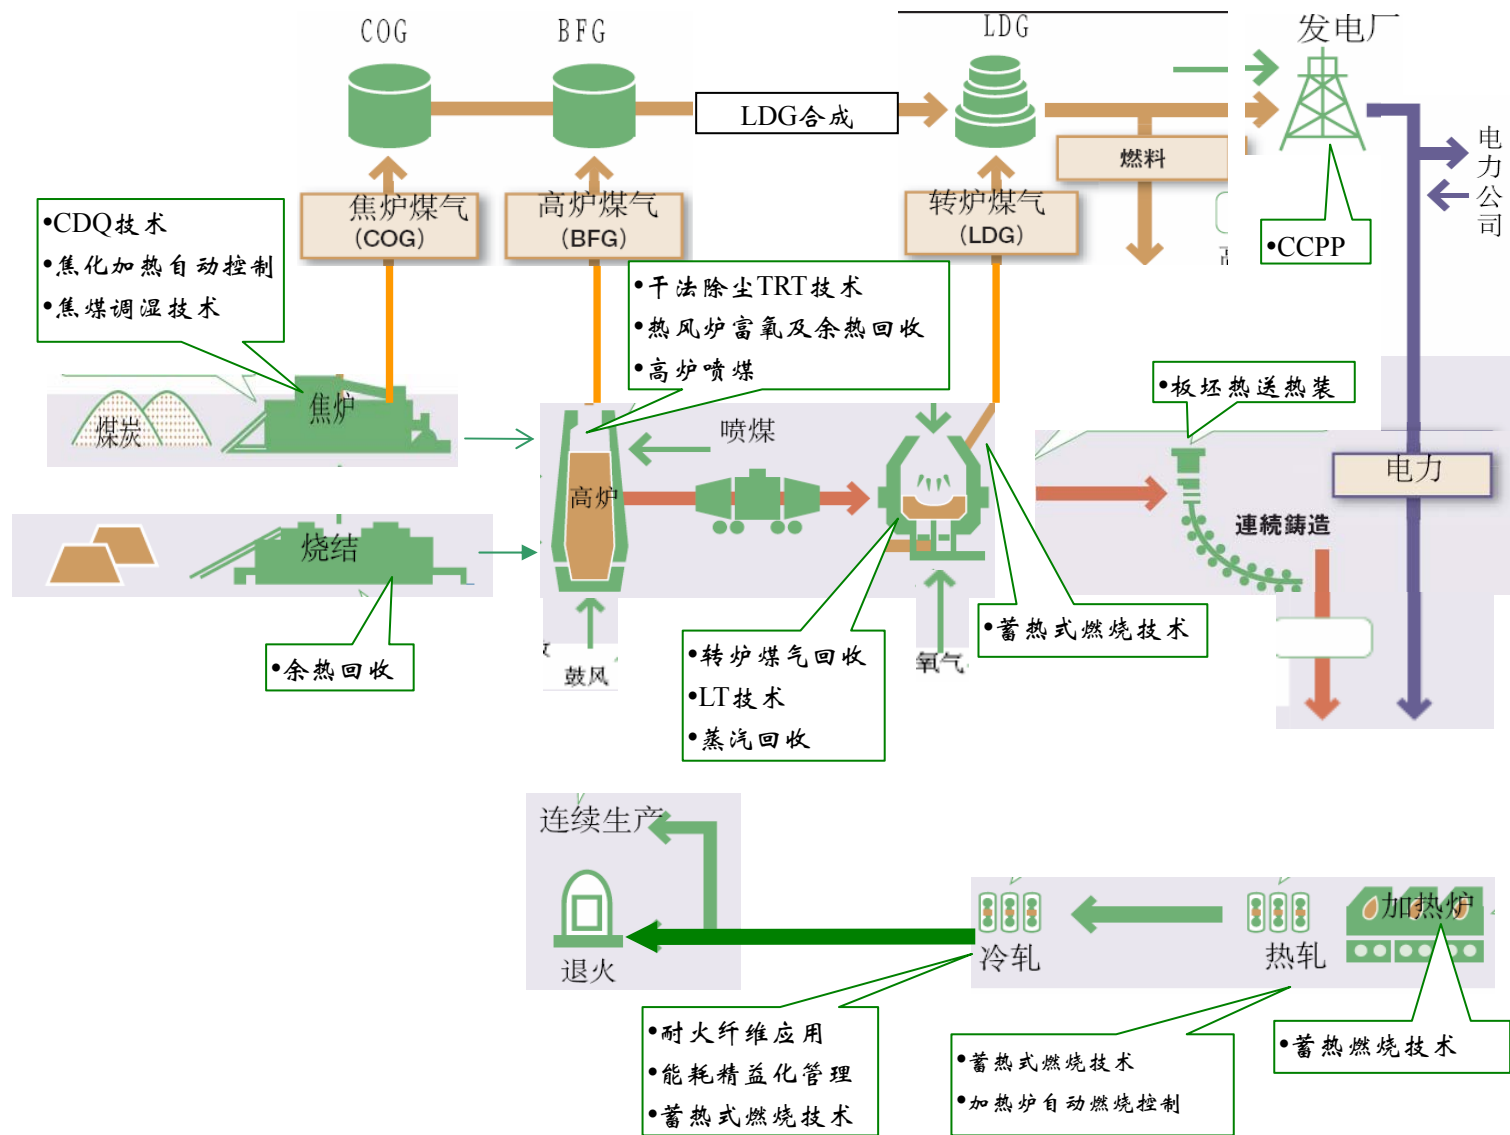 COG
BFG
LDG
发电厂
LDG合成
燃料
电力公司
焦炉煤气
(COG)
高炉煤气
(BFG)
转炉煤气
(LDG)
•CCPP
•CDQ技术
•焦化加热自动控制
•焦煤调湿技术
•干法除尘TRT技术
•热风炉富氧及余热回收
•高炉喷煤
•板坯热送热装
煤炭
焦炉
喷煤
电力
高炉
連続鋳造
烧结
•余热回收
鼓风
•转炉煤气回收
•LT技术
•蒸汽回收
氧气
•蓄热式燃烧技术
连续生产
退火
冷轧
热轧
加热炉
•耐火纤维应用
•能耗精益化管理
•蓄热式燃烧技术
•蓄热式燃烧技术
•加热炉自动燃烧控制
•蓄热燃烧技术